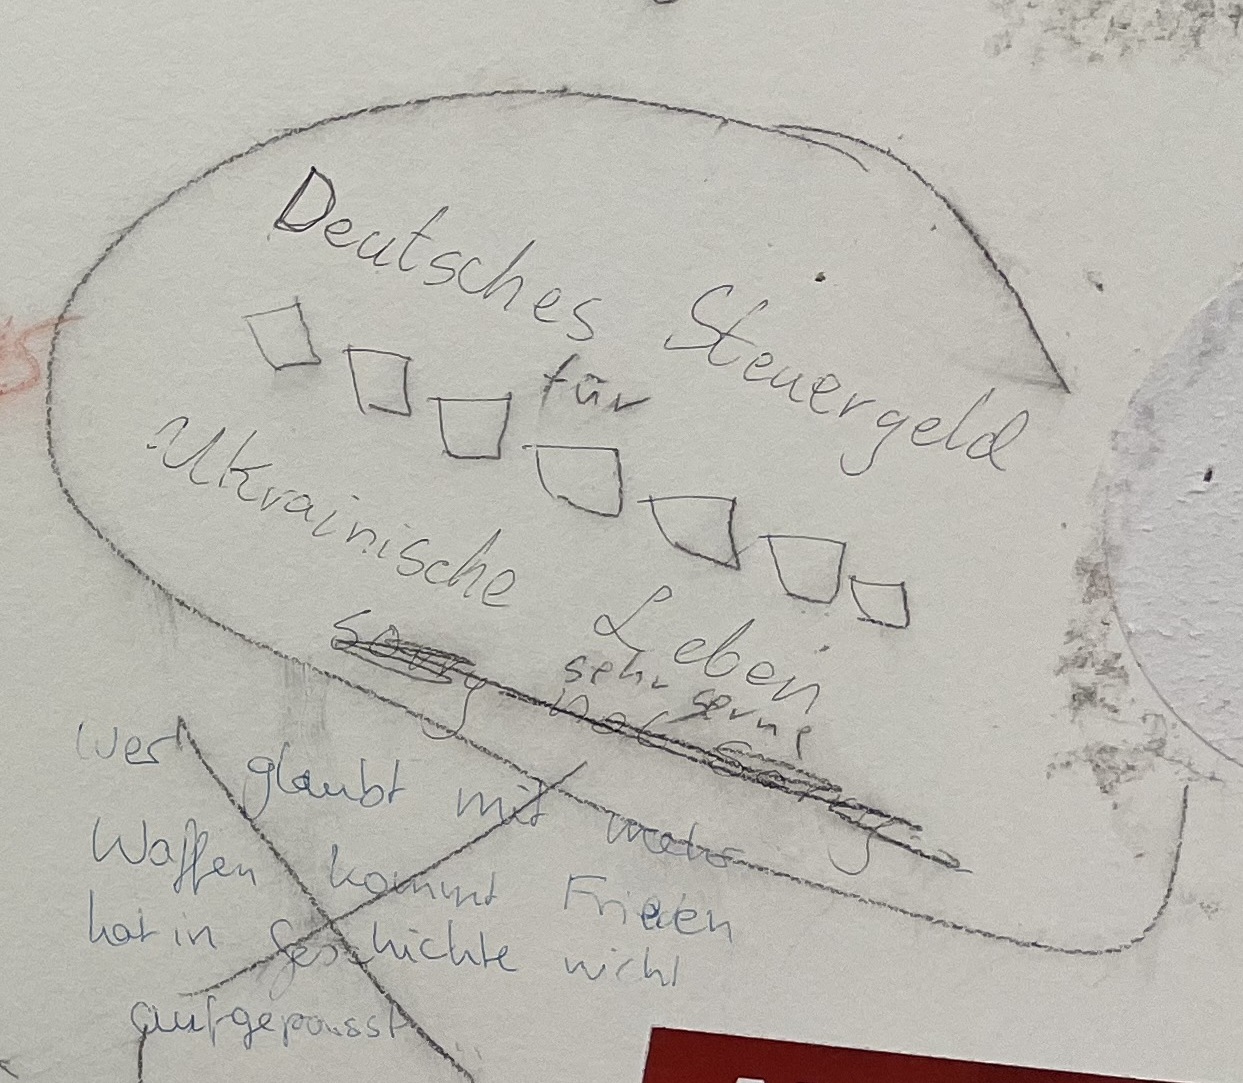 Deutsches Steuergeld
für
Ukrainische Leben
sorry not sorry
sehr gerne!
Wer glaubt mit mehr
Waffen kommt Frieden
hat in Geschichte nicht
aufgepasst